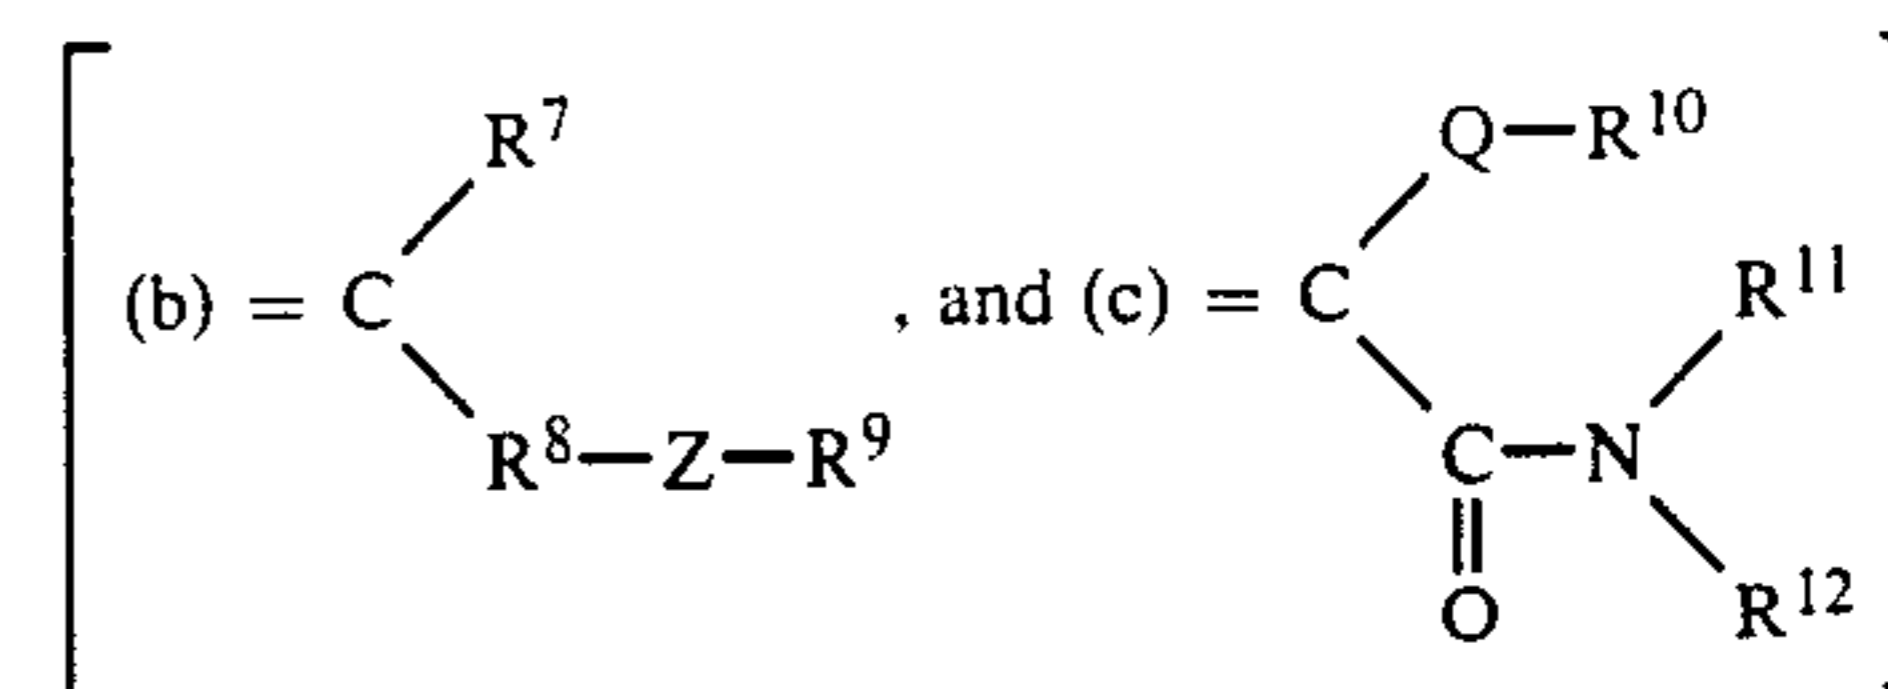 R⁷ Q—R¹⁰
(b) = C , and (c) = C R¹¹
R⁸—Z—R⁹ C—N
O R¹²